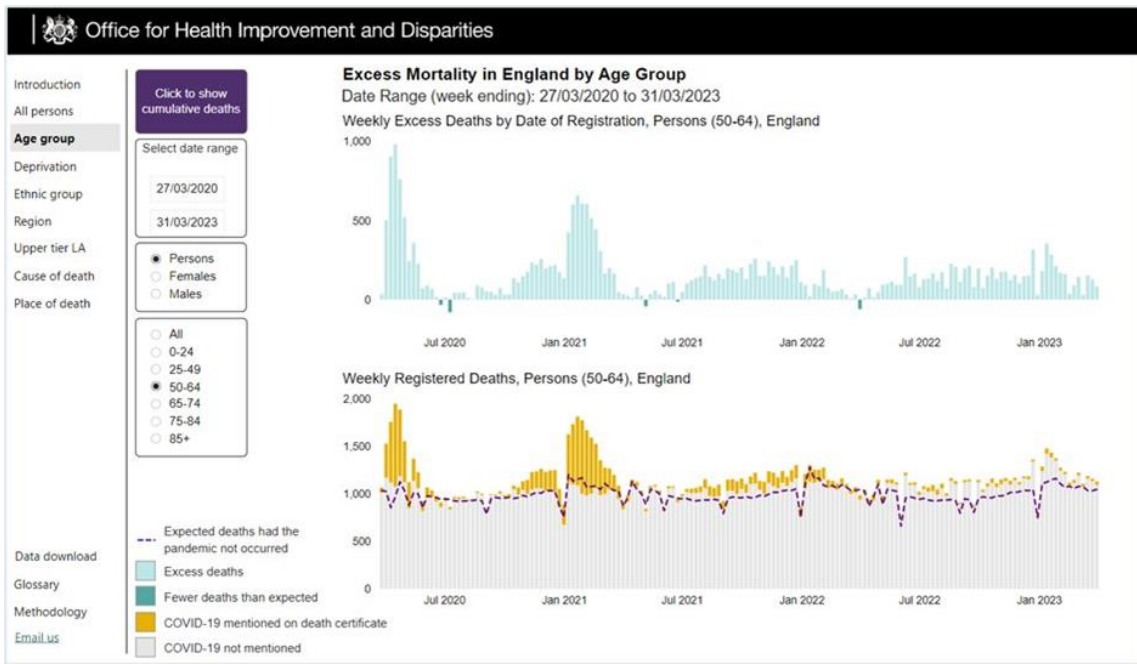 Office for Health Improvement and Disparities
Introduction
All persons
Age group
Deprivation
Ethnic group
Region
Upper tier LA
Cause of death
Place of death
Data download
Glossary
Methodology
Email us
Click to show
cumulative deaths
Select date range
27/03/2020
31/03/2023
Persons
Females
Males
All
0-24
25-49
50-64
65-74
75-84
85+
Expected deaths had the
pandemic not occurred
Excess deaths
Fewer deaths than expected
COVID-19 mentioned on death certificate
COVID-19 not mentioned
Excess Mortality in England by Age Group
Date Range (week ending): 27/03/2020 to 31/03/2023
Weekly Excess Deaths by Date of Registration, Persons (50-64), England
1,000
500
0
Jul 2020 Jan 2021 Jul 2021 Jan 2022 Jul 2022 Jan 2023
Weekly Registered Deaths, Persons (50-64), England
2,000
1,500
1,000
500
0
Jul 2020 Jan 2021 Jul 2021 Jan 2022 Jul 2022 Jan 2023